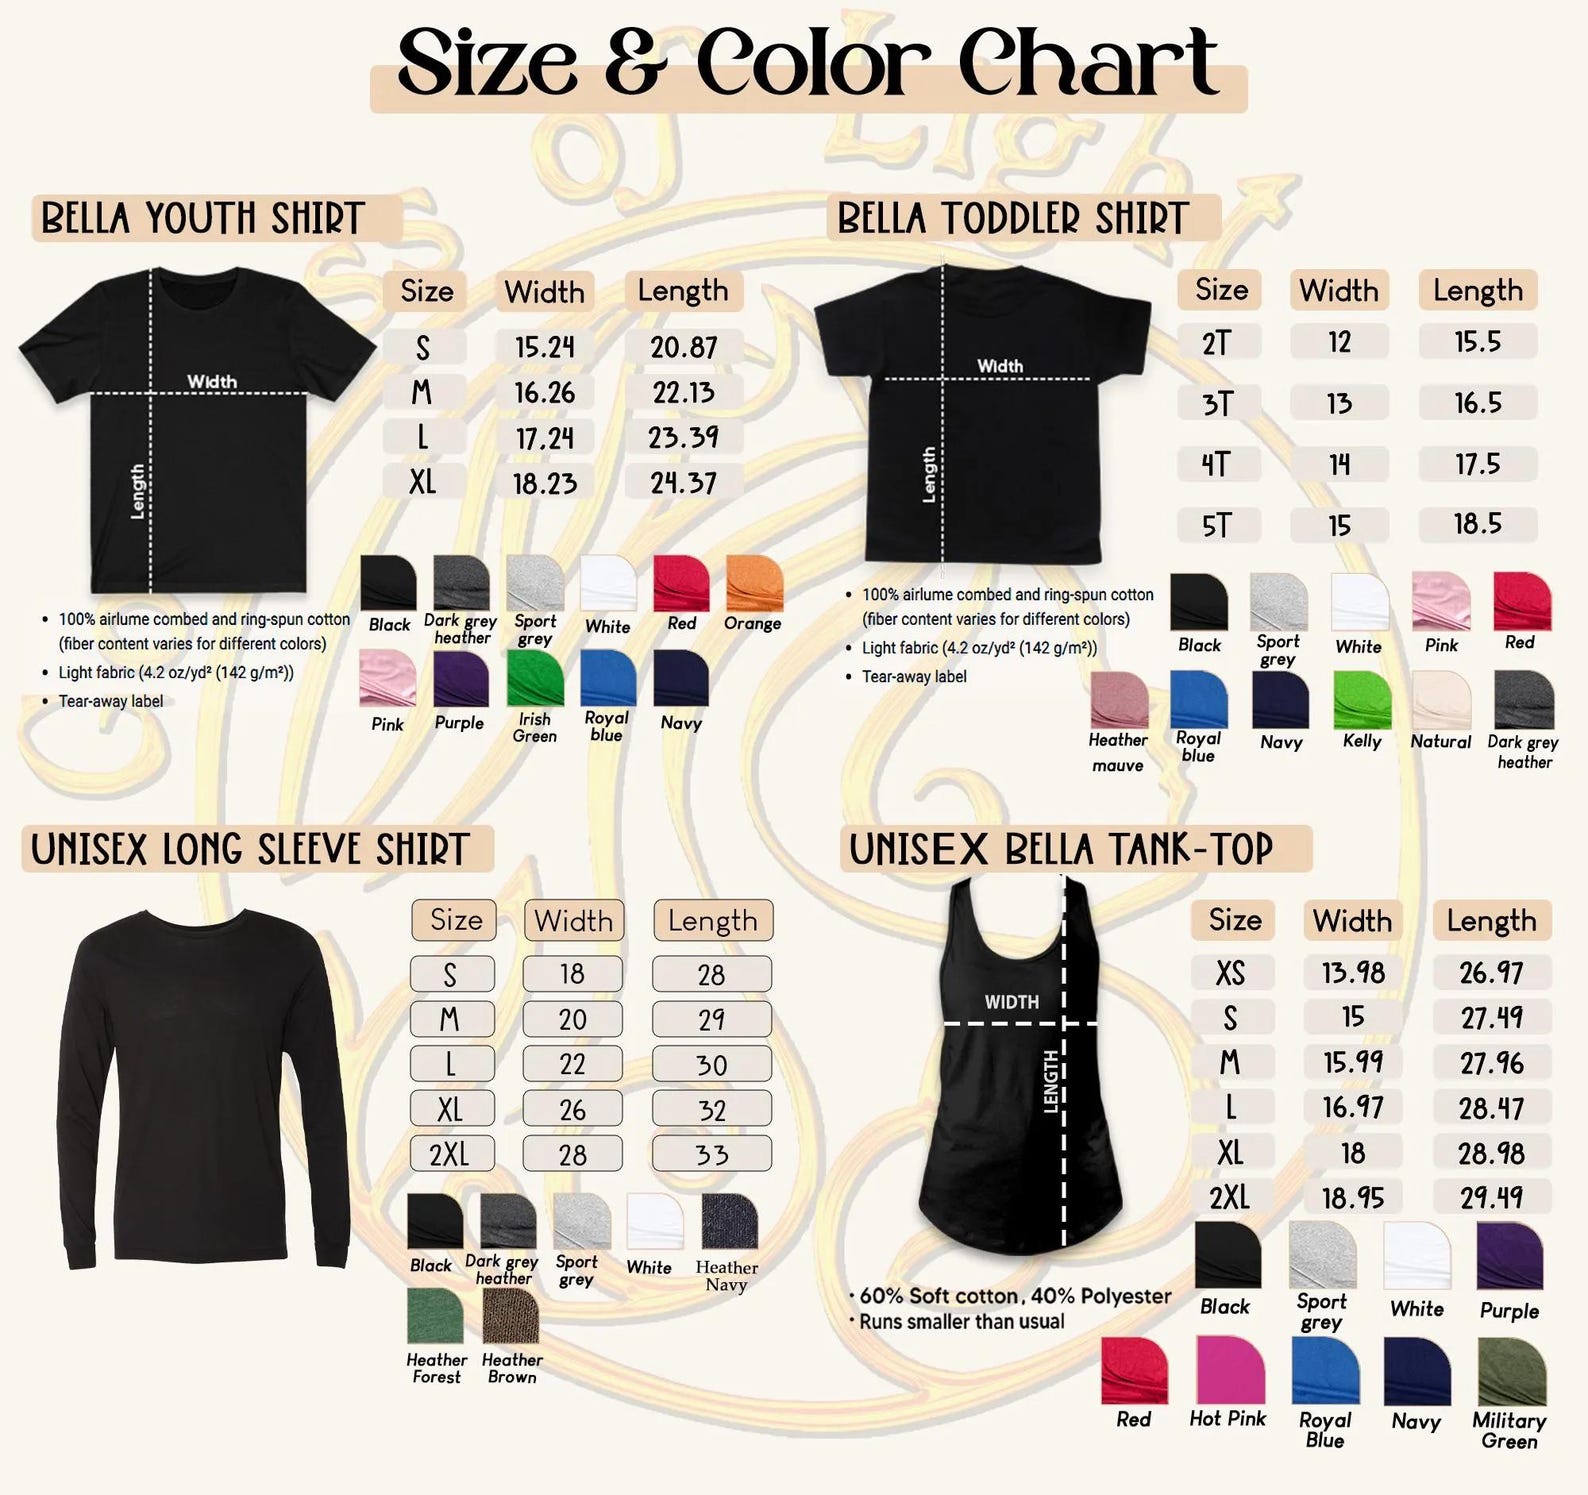 Size & Color Chart
of Light
BELLA YOUTH SHIRT
Size Width Length
S 15.24 20.87
M 16.26 22.13
L 17,24 23.39
XL 18.23 24.37
Width
Length
• 100% airlume combed and ring-spun cotton
(fiber content varies for different colors)
• Light fabric (4.2 oz/yd² (142 g/m²))
• Tear-away label
Black Dark grey heather Sport grey White Red Orange
Pink Purple Irish Green Royal blue Navy
BELLA TODDLER SHIRT
Size Width Length
2T 12 15.5
3T 13 16.5
4T 14 17.5
5T 15 18.5
Width
Length
• 100% airlume combed and ring-spun cotton
(fiber content varies for different colors)
• Light fabric (4.2 oz/yd² (142 g/m²))
• Tear-away label
Black Sport grey White Pink Red
Heather mauve Royal blue Navy Kelly Natural Dark grey heather
UNISEX LONG SLEEVE SHIRT
Size Width Length
S 18 28
M 20 29
L 22 30
XL 26 32
2XL 28 33
Black Dark grey heather Sport grey White Heather Navy
Heather Forest Heather Brown
UNISEX BELLA TANK-TOP
Size Width Length
XS 13.98 26.97
S 15 27.49
M 15.99 27.96
L 16.97 28.47
XL 18 28.98
2XL 18.95 29.49
WIDTH
LENGTH
• 60% Soft cotton, 40% Polyester
• Runs smaller than usual
Black Sport grey White Purple
Red Hot Pink Royal Blue Navy Military Green